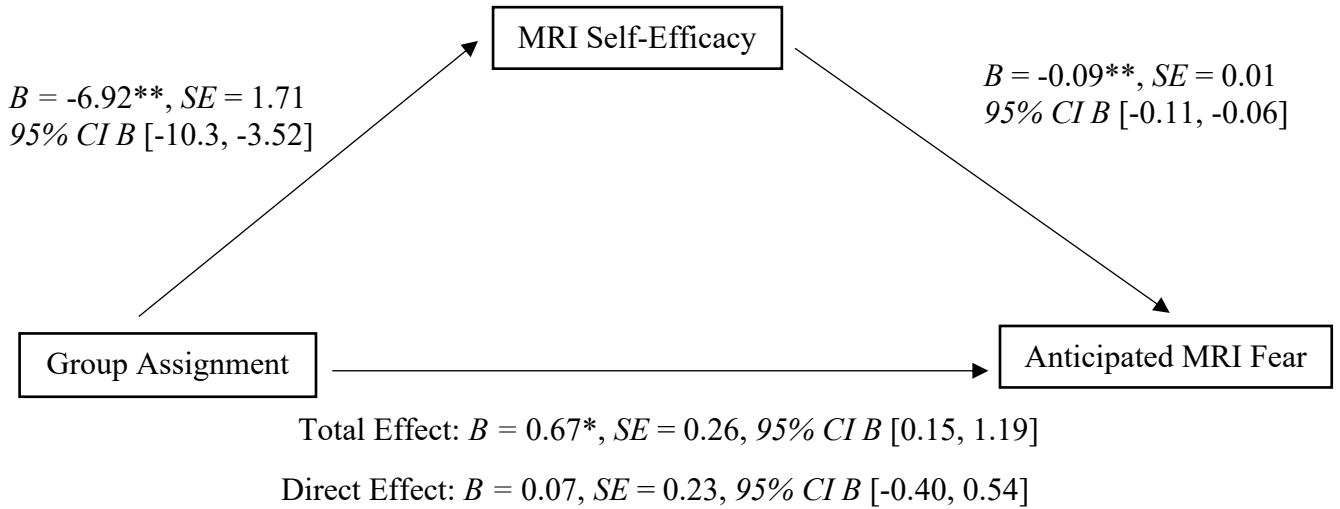 MRI Self-Efficacy
B = -6.92**, SE = 1.71
95% CI B [-10.3, -3.52]
B = -0.09**, SE = 0.01
95% CI B [-0.11, -0.06]
Group Assignment
Anticipated MRI Fear
Total Effect: B = 0.67*, SE = 0.26, 95% CI B [0.15, 1.19]
Direct Effect: B = 0.07, SE = 0.23, 95% CI B [-0.40, 0.54]